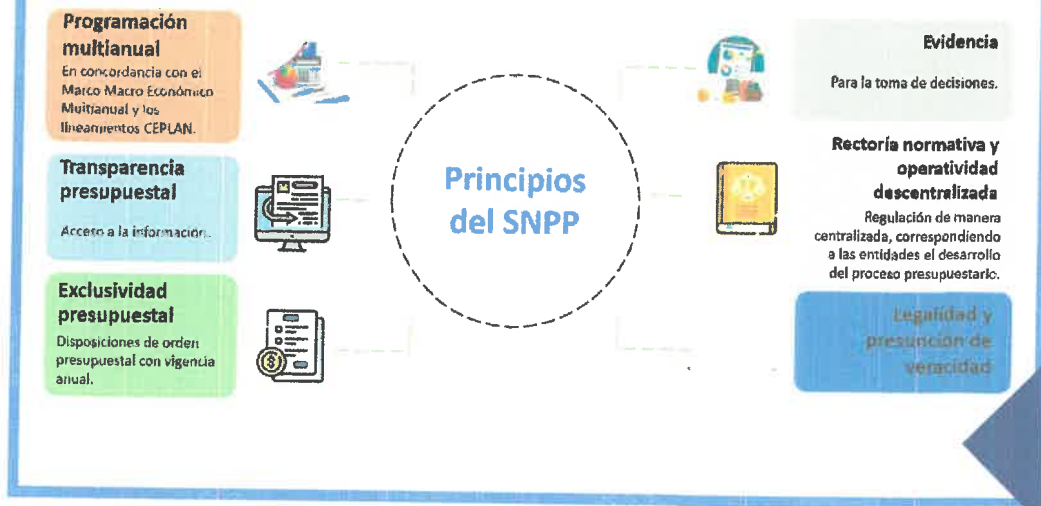 Programación
multianual
En concordancia con el
Marco Macro Económico
Multianual y los
lineamientos CEPLAN.
Transparencia
presupuestal
Acceso a la información.
Exclusividad
presupuestal
Disposiciones de orden
presupuestal con vigencia
anual.
Principios
del SNPP
Evidencia
Para la toma de decisiones.
Rectoría normativa y
operatividad
descentralizada
Regulación de manera
centralizada, correspondiendo
a las entidades el desarrollo
del proceso presupuestario.
Legalidad y
presunción de
veracidad